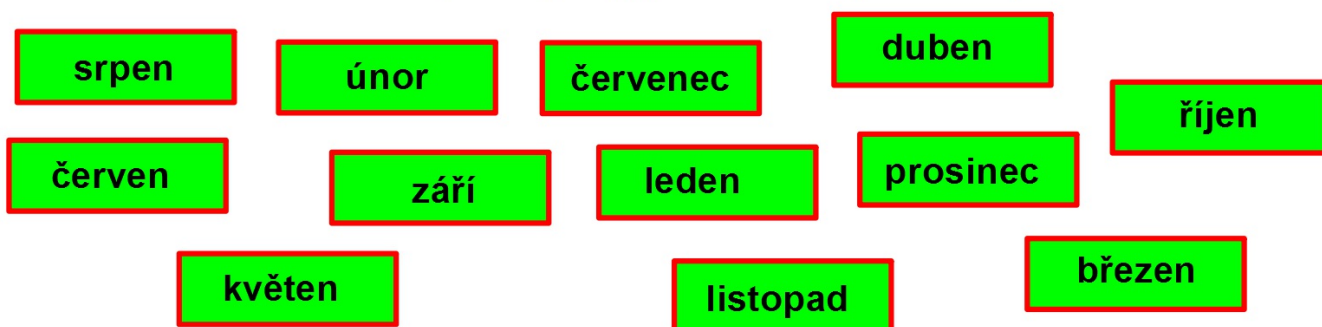 srpen
únor
červenec
duben
říjen
červen
září
leden
prosinec
květen
listopad
březen